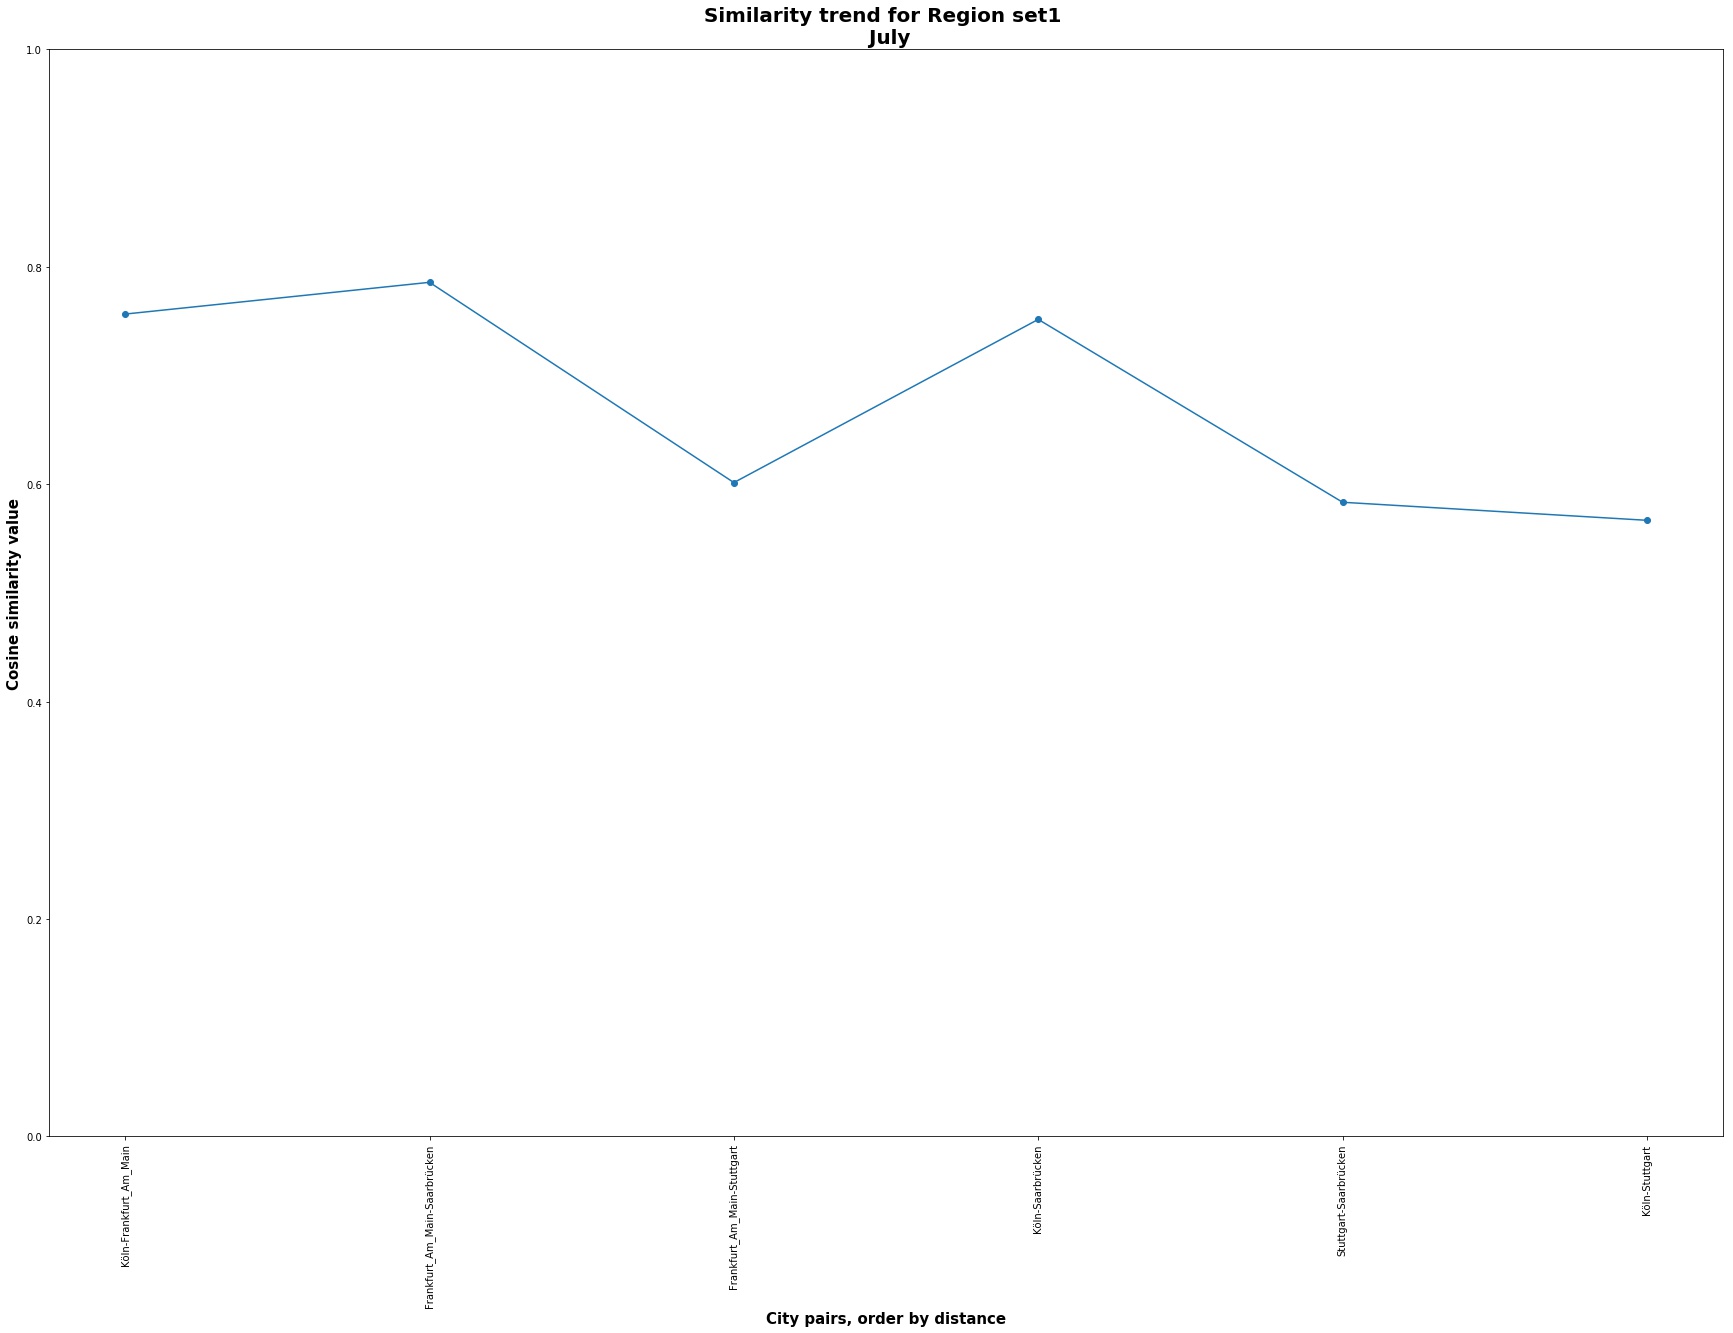 Similarity trend for Region set1
July
1.0
0.8
0.6
0.4
0.2
0.0
Cosine similarity value
Köln-Frankfurt_Am_Main
Frankfurt_Am_Main-Saarbrücken
Frankfurt_Am_Main-Stuttgart
Köln-Saarbrücken
Stuttgart-Saarbrücken
Köln-Stuttgart
City pairs, order by distance